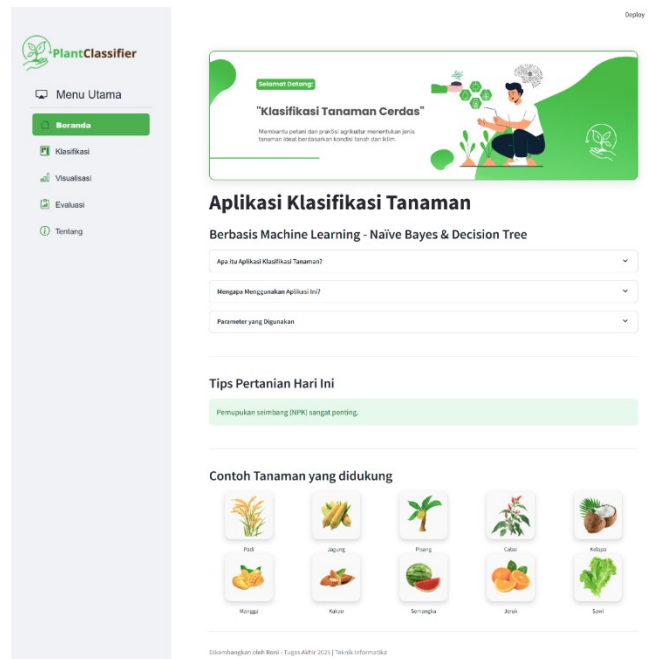 Deploy
PlantClassifier
Menu Utama
Beranda
Klasifikasi
Visualisasi
Evaluasi
Tentang
Selamat Datang!
"Klasifikasi Tanaman Cerdas"
Membantu petani dan praktisi agrikultur menentukan jenis
tanaman ideal berdasarkan kondisi tanah dan iklim.
Aplikasi Klasifikasi Tanaman
Berbasis Machine Learning - Naïve Bayes & Decision Tree
Apa itu Aplikasi Klasifikasi Tanaman?
Mengapa Menggunakan Aplikasi Ini?
Parameter yang Digunakan
Tips Pertanian Hari Ini
Pemupukan seimbang (NPK) sangat penting.
Contoh Tanaman yang didukung
Padi Jagung Pisang Cabai Kelapa
Mangga Kakao Semangka Jeruk Sawi
Dikembangkan oleh Roni - Tugas Akhir 2025 | Teknik Informatika